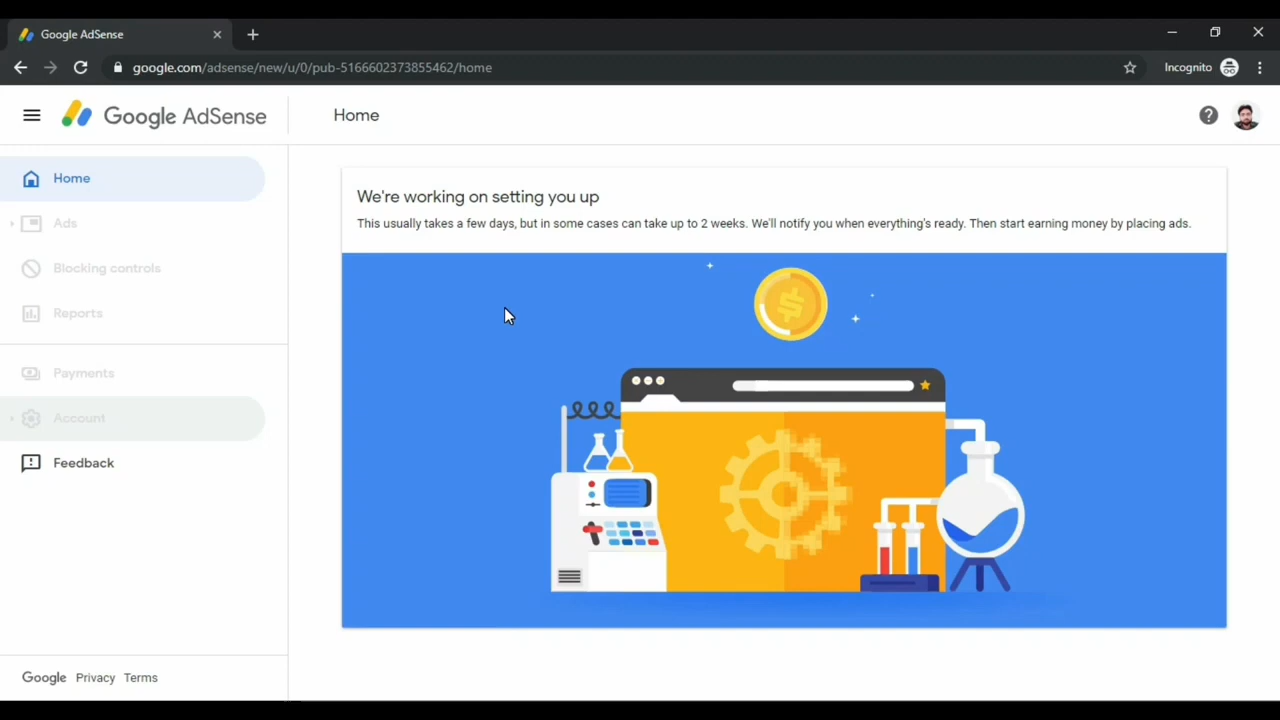 Google AdSense
google.com/adsense/new/u/0/pub-5166602373855462/home
Incognito
Google AdSense
Home
Home
Ads
Blocking controls
Reports
Payments
Account
Feedback
We're working on setting you up
This usually takes a few days, but in some cases can take up to 2 weeks. We'll notify you when everything's ready. Then start earning money by placing ads.
$
Google Privacy Terms